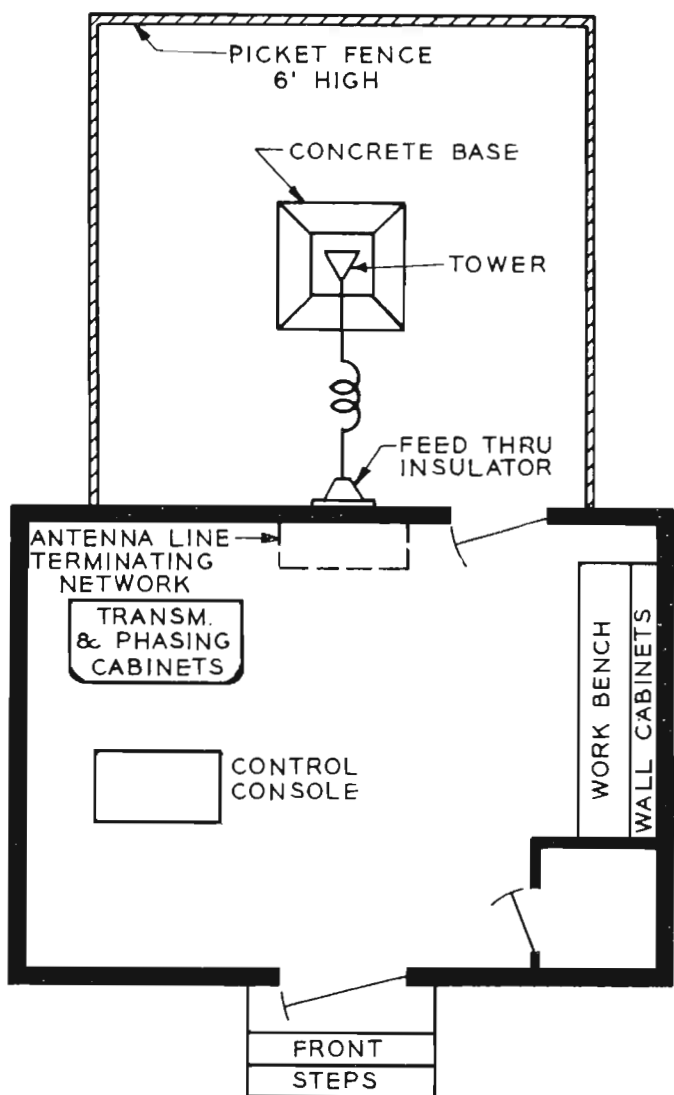 PICKET FENCE
6' HIGH
CONCRETE BASE
TOWER
FEED THRU
INSULATOR
ANTENNA LINE
TERMINATING
NETWORK
TRANSM.
& PHASING
CABINETS
CONTROL
CONSOLE
WORK BENCH
WALL CABINETS
FRONT
STEPS